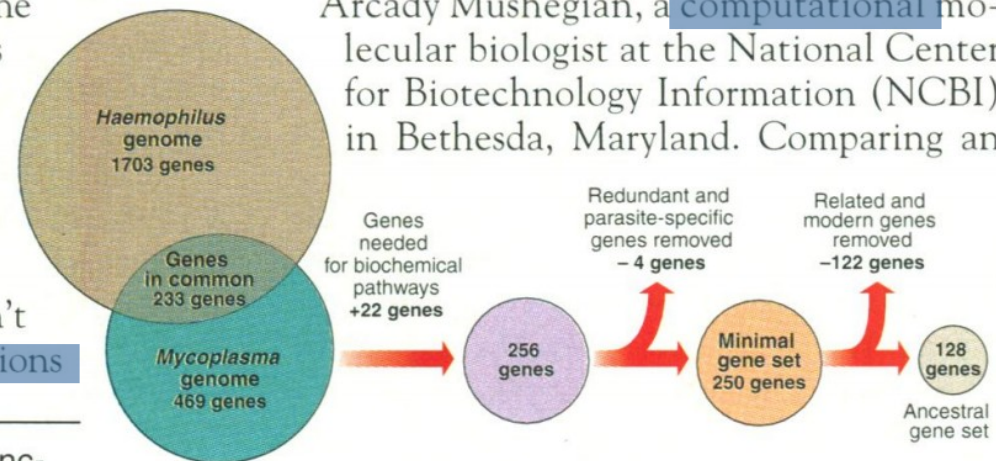 he
Arcady Mushegian, a computational mo-
lecular biologist at the National Center
for Biotechnology Information (NCBI)
in Bethesda, Maryland. Comparing an
Haemophilus
genome
1703 genes
Genes
in common
233 genes
Mycoplasma
genome
469 genes
Genes
needed
for biochemical
pathways
+22 genes
256
genes
Redundant and
parasite-specific
genes removed
– 4 genes
Minimal
gene set
250 genes
Related and
modern genes
removed
–122 genes
128
genes
Ancestral
gene set
's
n't
ions
nc-